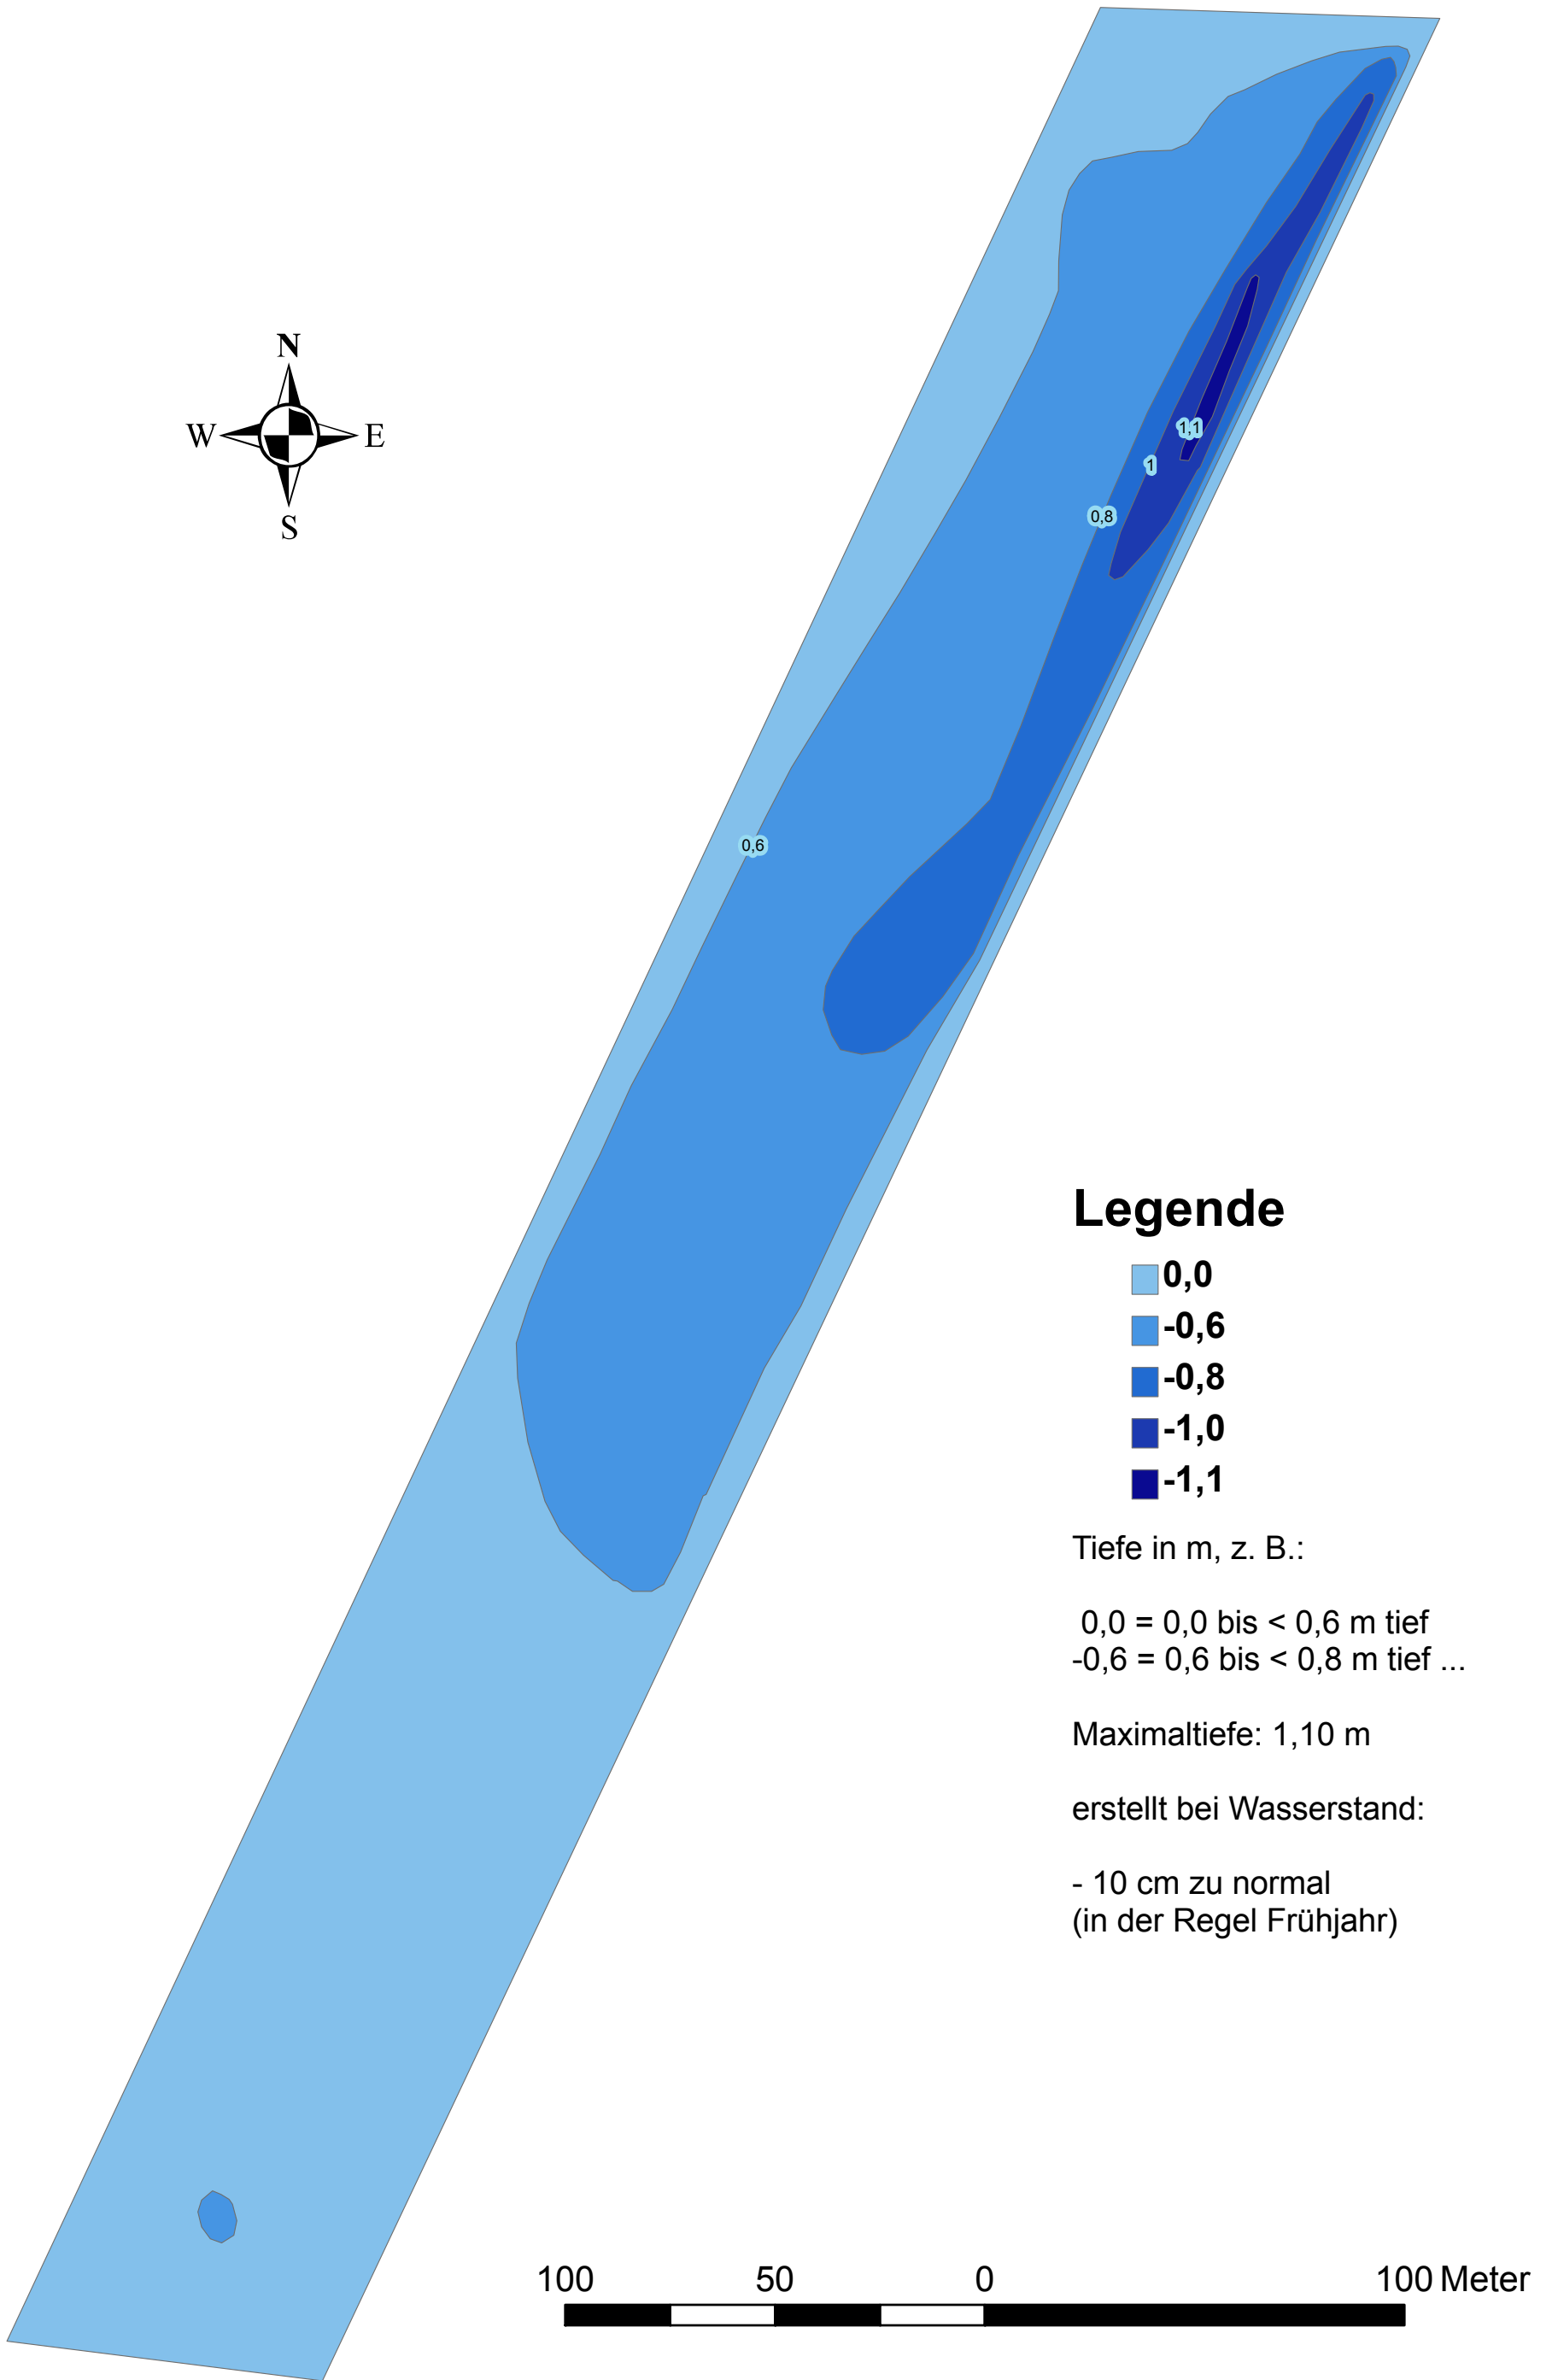 N
W E
S
1,1
1
0,8
0,6
Legende
0,0
-0,6
-0,8
-1,0
-1,1
Tiefe in m, z. B.:
0,0 = 0,0 bis < 0,6 m tief
-0,6 = 0,6 bis < 0,8 m tief ...
Maximaltiefe: 1,10 m
erstellt bei Wasserstand:
- 10 cm zu normal
(in der Regel Frühjahr)
100 50 0 100 Meter